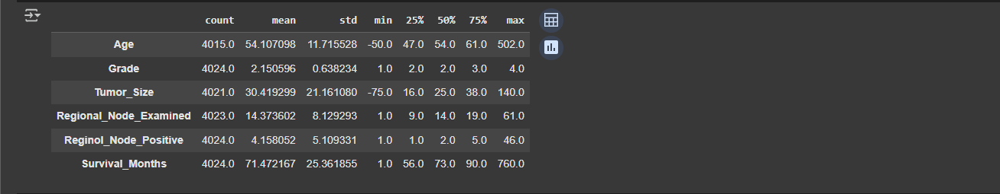 count mean std min 25% 50% 75% max
Age 4015.0 54.107098 11.715528 -50.0 47.0 54.0 61.0 502.0
Grade 4024.0 2.150596 0.638234 1.0 2.0 2.0 3.0 4.0
Tumor_Size 4021.0 30.419299 21.161080 -75.0 16.0 25.0 38.0 140.0
Regional_Node_Examined 4023.0 14.373602 8.129293 1.0 9.0 14.0 19.0 61.0
Reginol_Node_Positive 4024.0 4.158052 5.109331 1.0 1.0 2.0 5.0 46.0
Survival_Months 4024.0 71.472167 25.361855 1.0 56.0 73.0 90.0 760.0